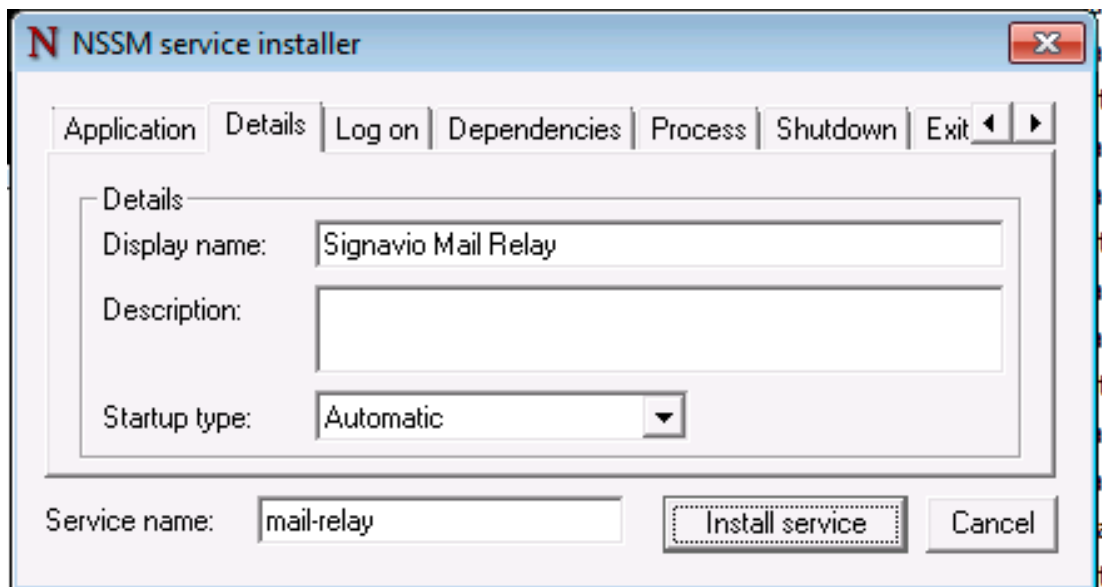 N NSSM service installer
Application Details Log on Dependencies Process Shutdown Exit
Details
Display name: Signavio Mail Relay
Description:
Startup type: Automatic
Service name: mail-relay Install service Cancel